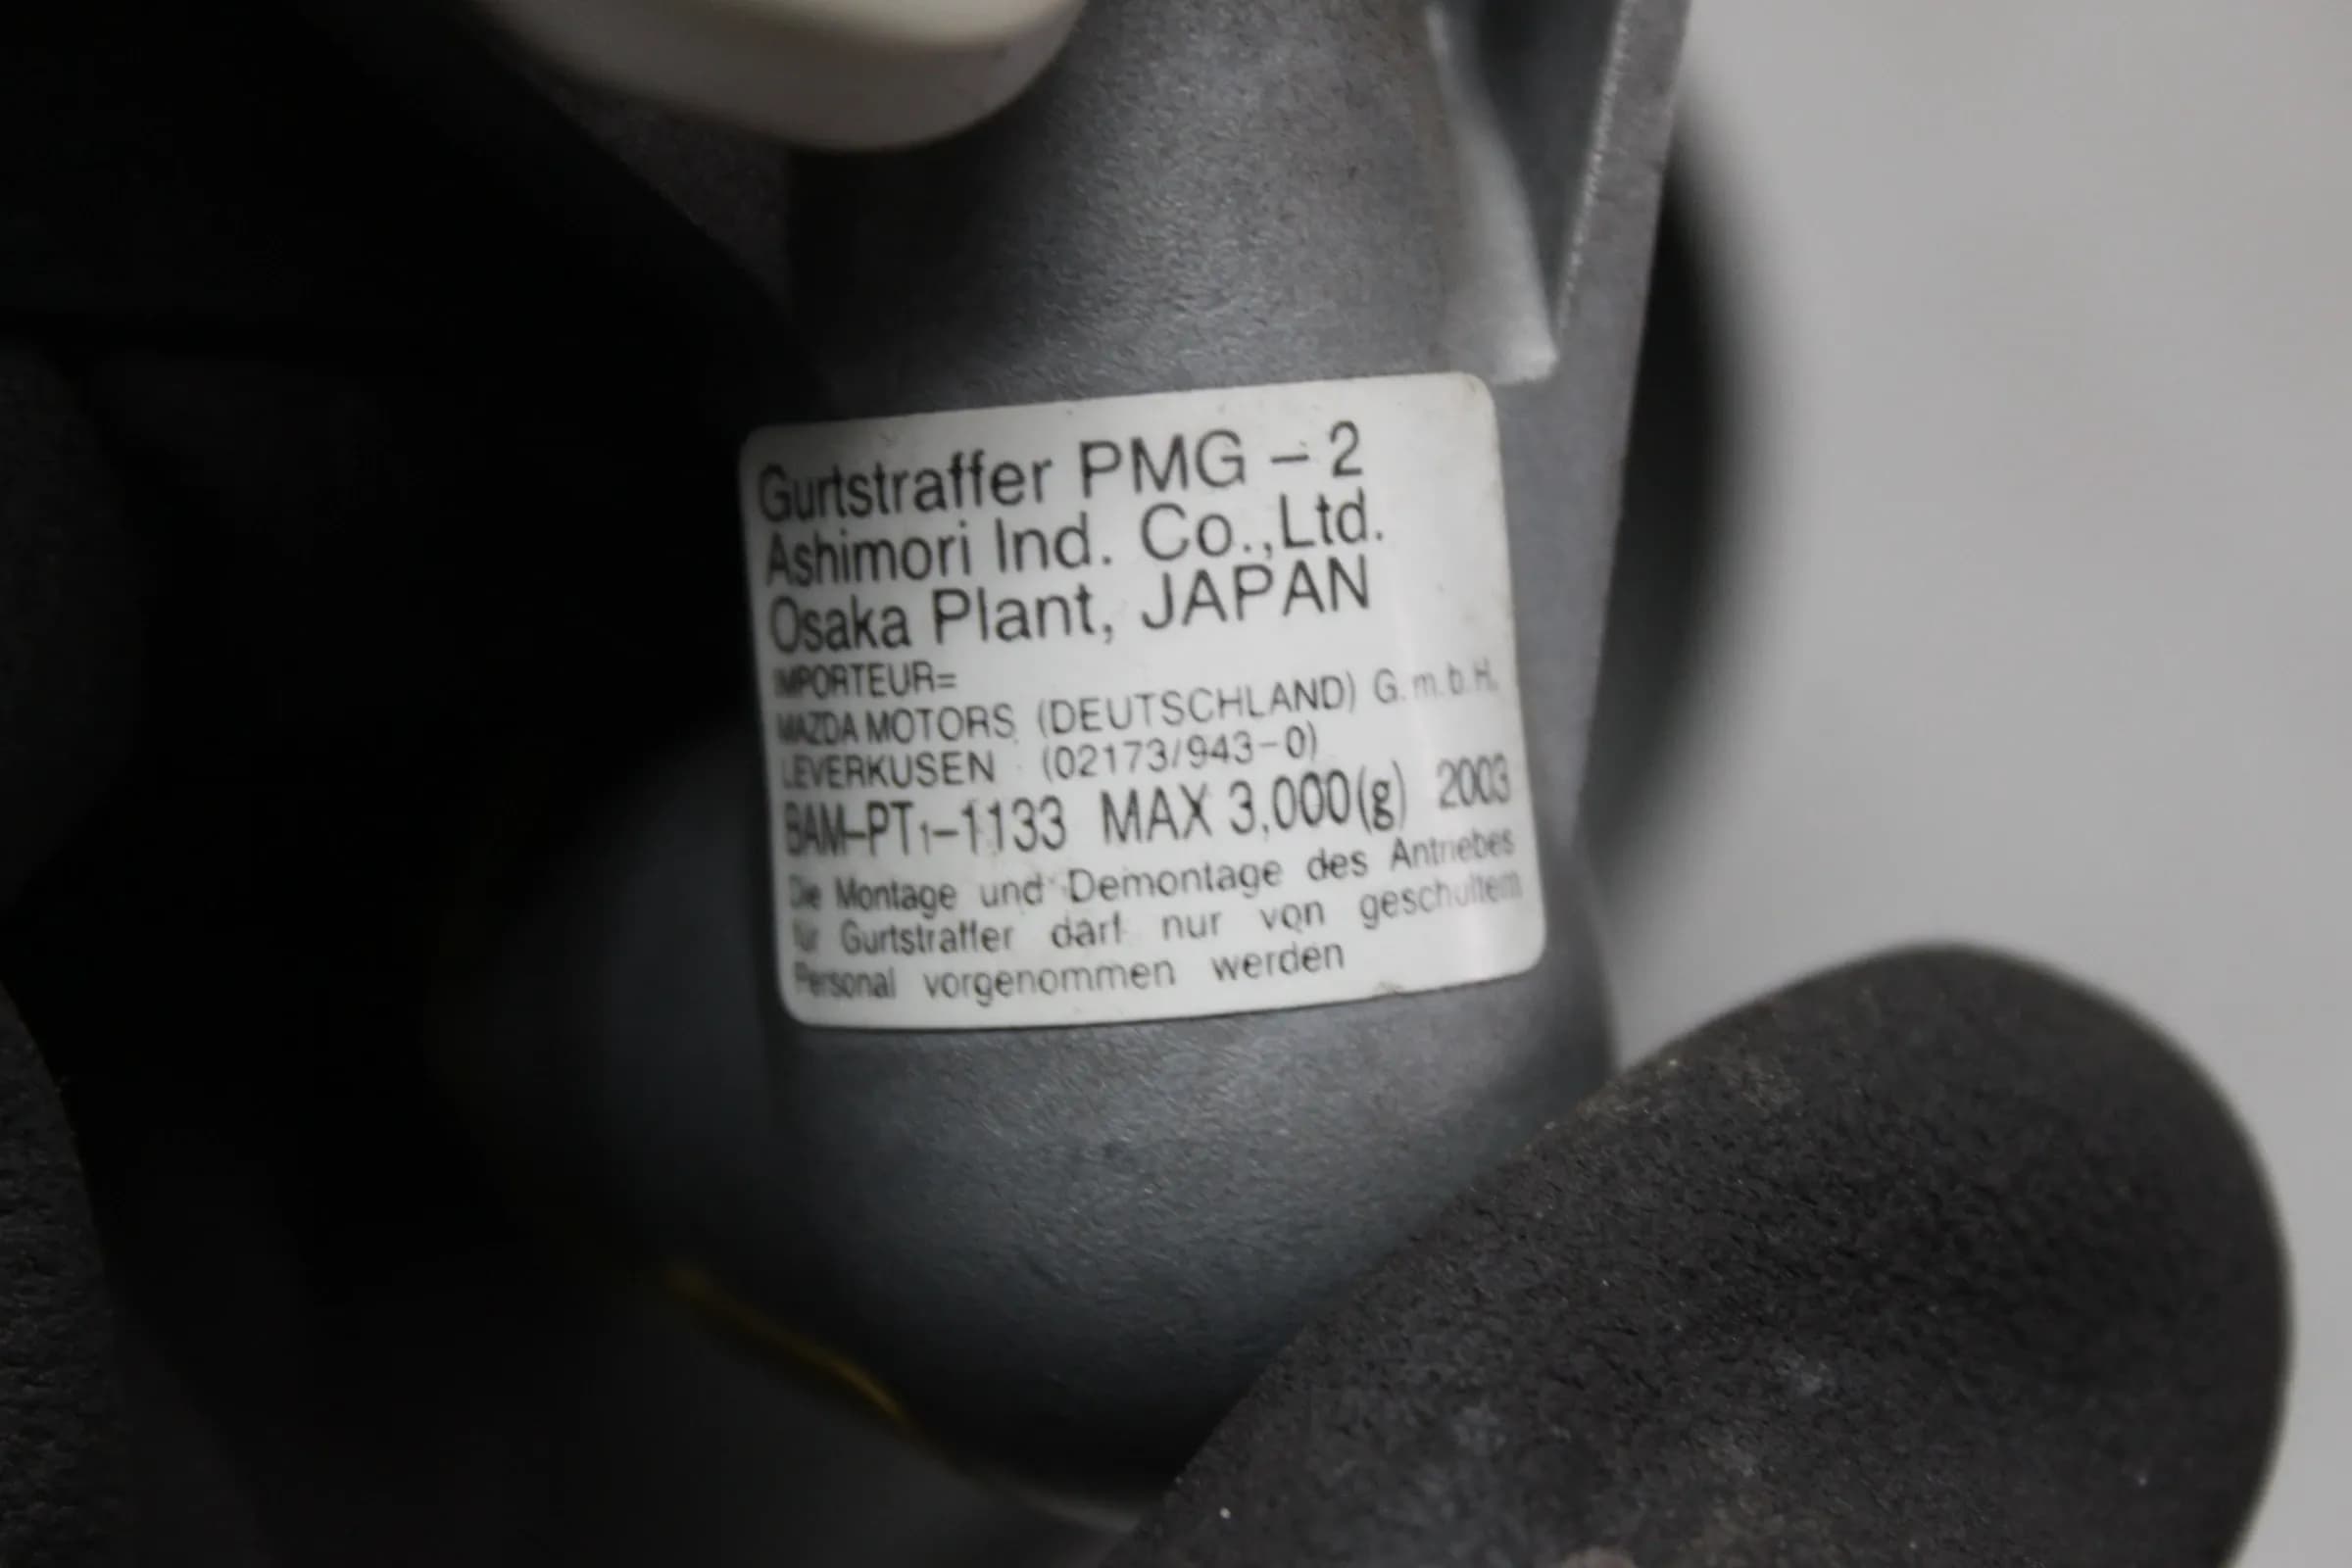 Gurtstraffer PMG - 2
Ashimori Ind. Co.,Ltd.
Osaka Plant, JAPAN
IMPORTEUR=
MAZDA MOTORS (DEUTSCHLAND) G.m.b.H.
LEVERKUSEN (02173/943-0)
BAM-PT1-1133 MAX 3,000(g) 2003
Die Montage und Demontage des Antriebes
für Gurtstraffer darf nur von geschultem
Personal vorgenommen werden